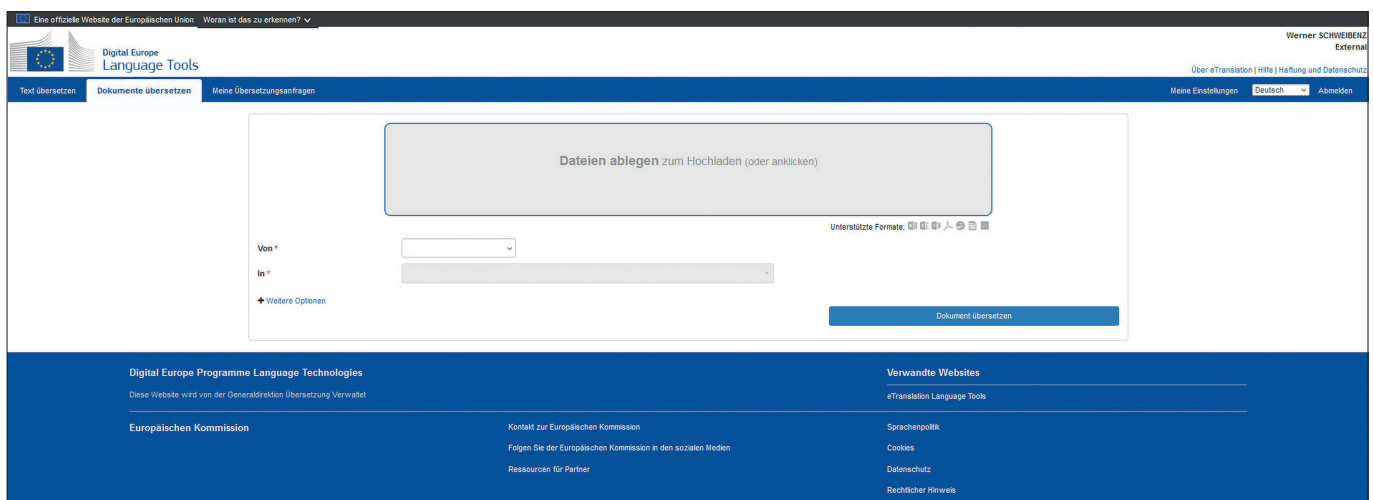 Eine offizielle Website der Europäischen Union Woran ist das zu erkennen?
Werner SCHWEIBENZ
External
Digital Europe
Language Tools
Über eTranslation | Hilfe | Haftung und Datenschutz
Text übersetzen Dokumente übersetzen Meine Übersetzungsanfragen Meine Einstellungen Deutsch Abmelden
Dateien ablegen zum Hochladen (oder anklicken)
Unterstützte Formate:
Von *
In *
+ Weitere Optionen
Dokument übersetzen
Digital Europe Programme Language Technologies Verwandte Websites
Diese Website wird von der Generaldirektion Übersetzung Verwaltet eTranslation Language Tools
Europäischen Kommission Kontakt zur Europäischen Kommission Sprachenpolitik
Folgen Sie der Europäischen Kommission in den sozialen Medien Cookies
Ressourcen für Partner Datenschutz
Rechtlicher Hinweis